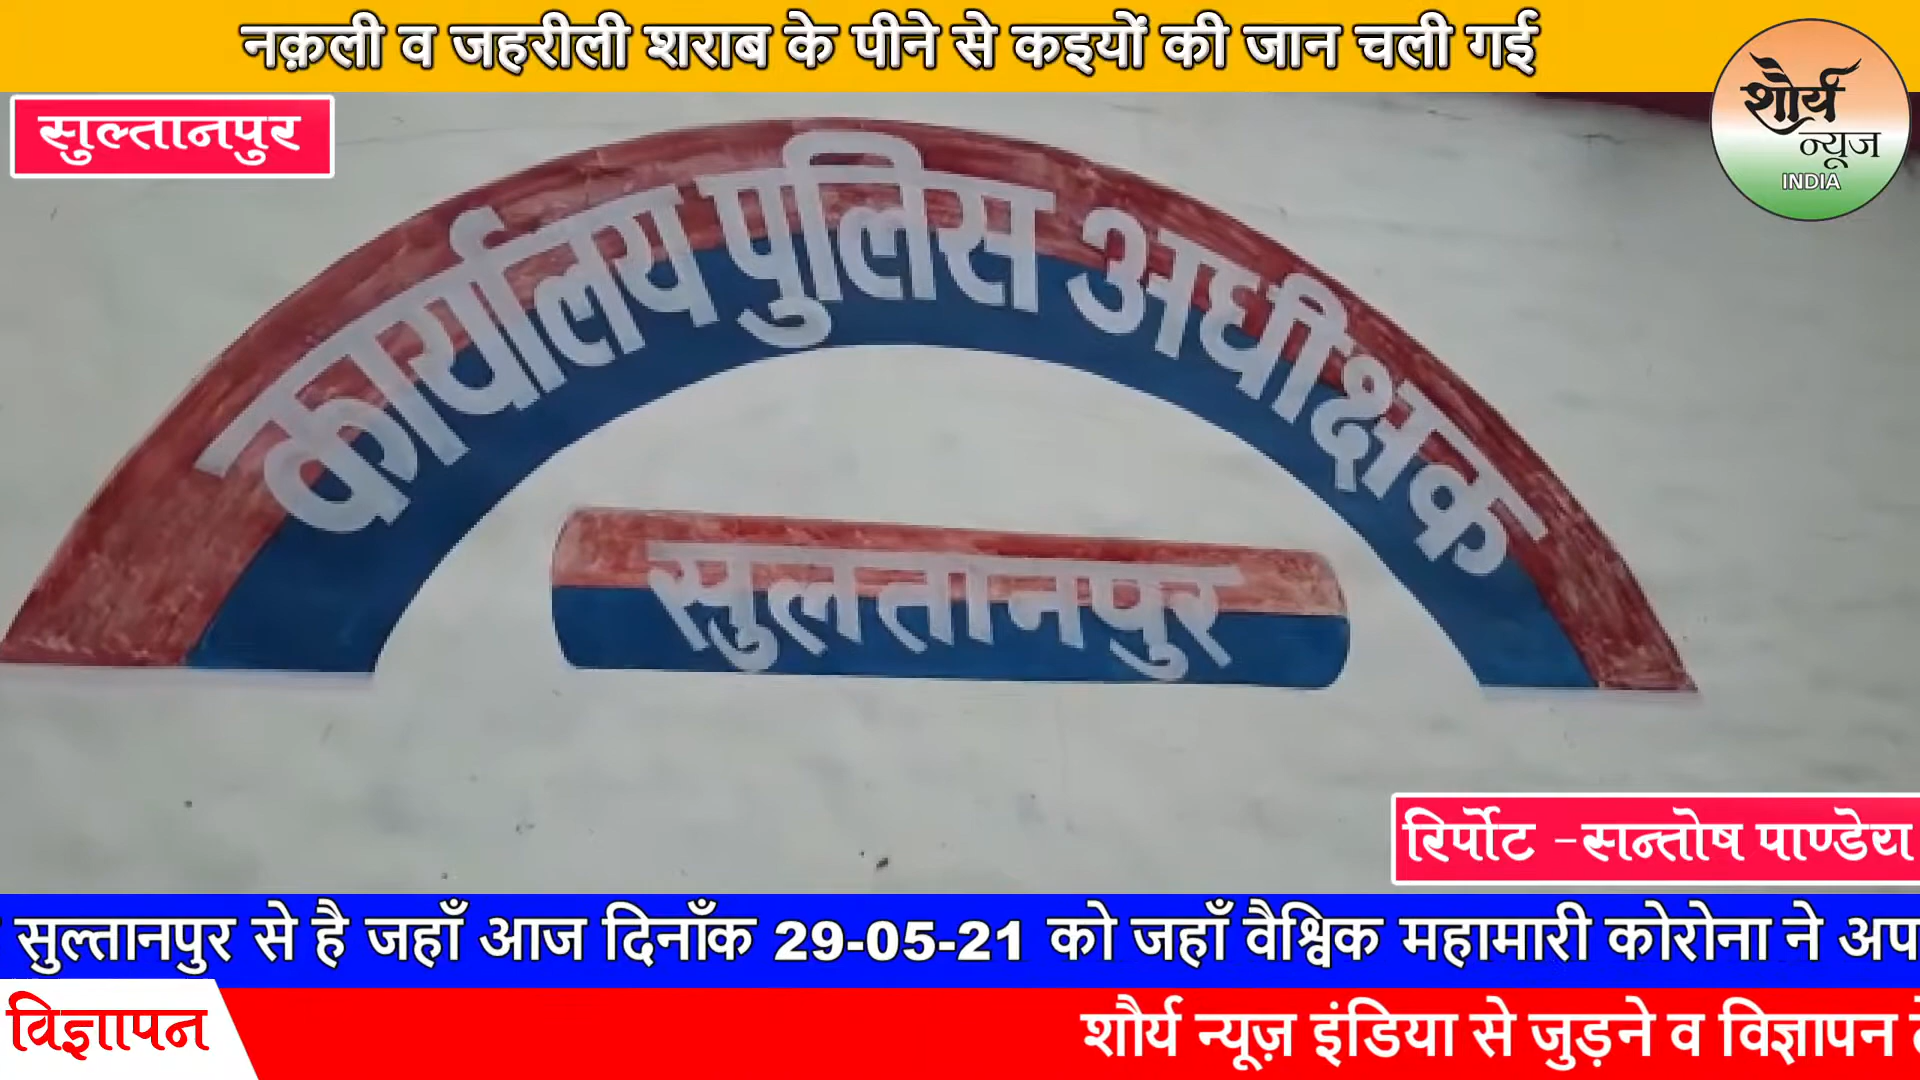 नक़ली व जहरीली शराब के पीने से कइयों की जान चली गई
शौर्य
न्यूज
INDIA
सुल्तानपुर
कार्यालय पुलिस अधीक्षक
सुलतानपुर
रिर्पोट -सन्तोष पाण्डेय
सुल्तानपुर से है जहाँ आज दिनाँक 29-05-21 को जहाँ वैश्विक महामारी कोरोना ने अप
विज्ञापन
शौर्य न्यूज़ इंडिया से जुड़ने व विज्ञापन